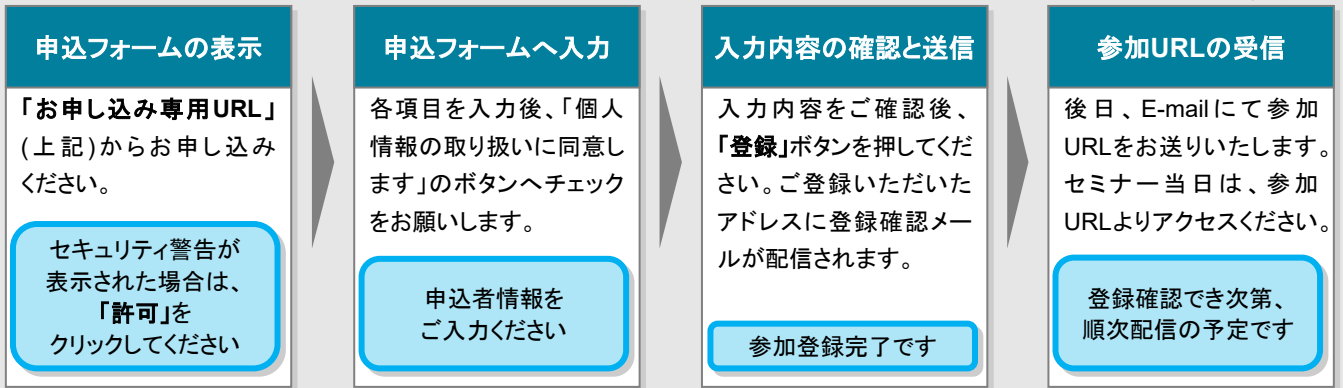 申込フォームの表示
「お申し込み専用URL」
(上記)からお申し込み
ください。
セキュリティ警告が
表示された場合は、
「許可」を
クリックしてください
申込フォームへ入力
各項目を入力後、「個人
情報の取り扱いに同意し
ます」のボタンへチェック
をお願いします。
申込者情報を
ご入力ください
入力内容の確認と送信
入力内容をご確認後、
「登録」ボタンを押してくだ
さい。ご登録いただいた
アドレスに登録確認メー
ルが配信されます。
参加登録完了です
参加URLの受信
後日、E-mailにて参加
URLをお送りいたします。
セミナー当日は、参加
URLよりアクセスください。
登録確認でき次第、
順次配信の予定です